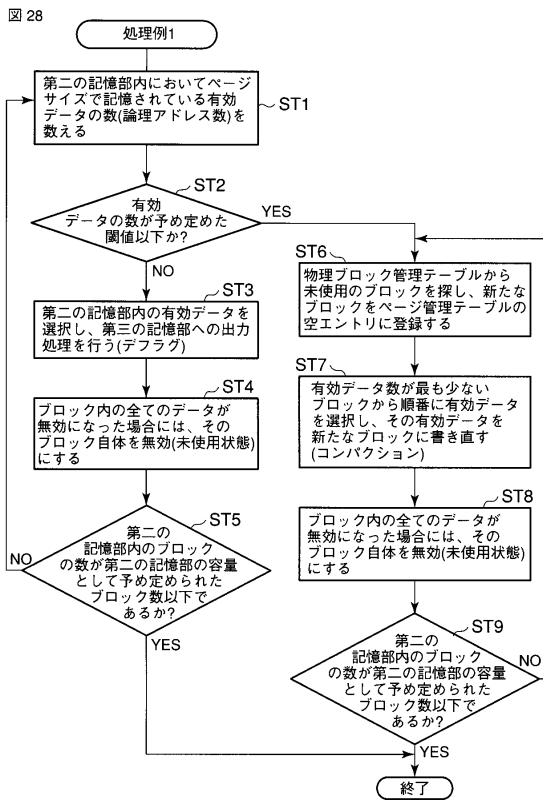 図 28
処理例1
第二の記憶部内においてページ
サイズで記憶されている有効
データの数(論理アドレス数)を
数える
ST1
ST2
有効
データの数が予め定めた
閾値以下か?
YES
NO
ST3
第二の記憶部内の有効データを
選択し、第三の記憶部への出力
処理を行う(デフラグ)
ST4
ブロック内の全てのデータが
無効になった場合には、その
ブロック自体を無効(未使用状態)
にする
ST5
第二の
記憶部内のブロック
の数が第二の記憶部の容量
として予め定められた
ブロック数以下で
あるか?
NO
YES
ST6
物理ブロック管理テーブルから
未使用のブロックを探し、新たな
ブロックをページ管理テーブルの
空エントリに登録する
ST7
有効データ数が最も少ない
ブロックから順番に有効データ
を選択し、その有効データを
新たなブロックに書き直す
(コンパクション)
ST8
ブロック内の全てのデータが
無効になった場合には、その
ブロック自体を無効(未使用状態)
にする
ST9
第二の
記憶部内のブロック
の数が第二の記憶部の容量
として予め定められた
ブロック数以下で
あるか?
NO
YES
終了